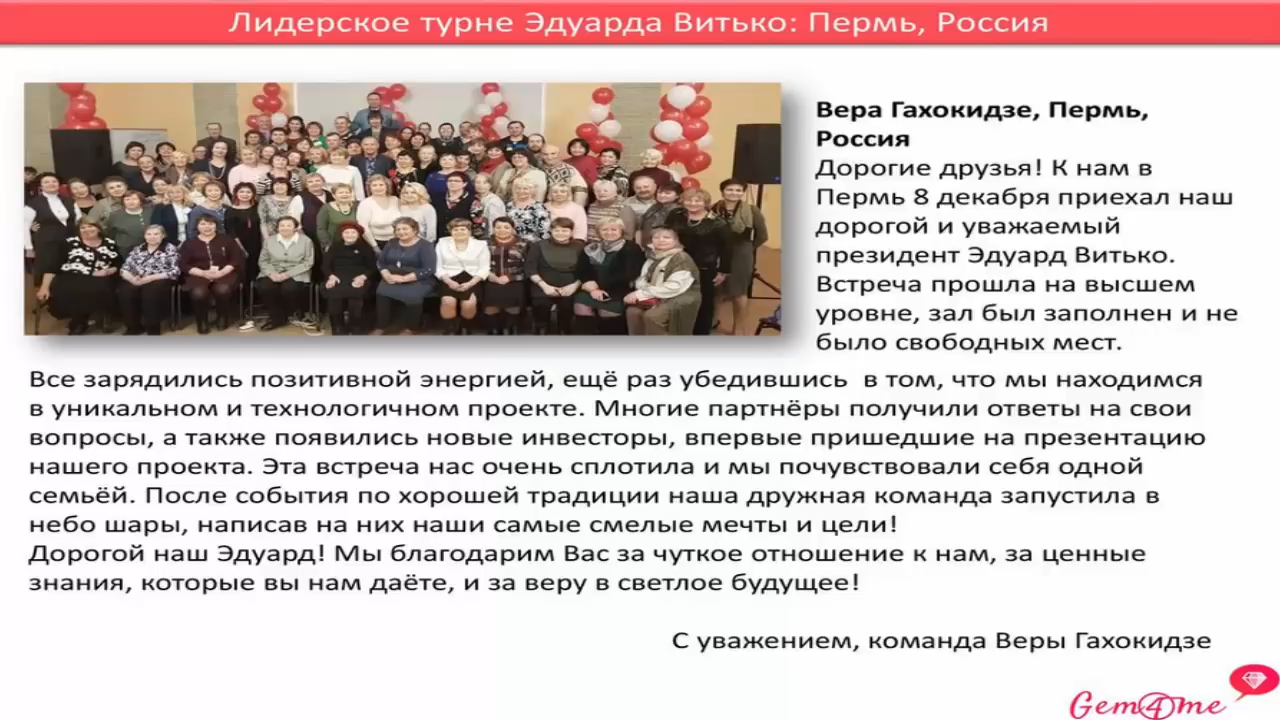 Лидерское турне Эдуарда Витько: Пермь, Россия
Вера Гахокидзе, Пермь,
Россия
Дорогие друзья! К нам в
Пермь 8 декабря приехал наш
дорогой и уважаемый
президент Эдуард Витько.
Встреча прошла на высшем
уровне, зал был заполнен и не
было свободных мест.
Все зарядились позитивной энергией, ещё раз убедившись  в том, что мы находимся
в уникальном и технологичном проекте. Многие партнёры получили ответы на свои
вопросы, а также появились новые инвесторы, впервые пришедшие на презентацию
нашего проекта. Эта встреча нас очень сплотила и мы почувствовали себя одной
семьёй. После события по хорошей традиции наша дружная команда запустила в
небо шары, написав на них наши самые смелые мечты и цели!
Дорогой наш Эдуард! Мы благодарим Вас за чуткое отношение к нам, за ценные
знания, которые вы нам даёте, и за веру в светлое будущее!
С уважением, команда Веры Гахокидзе
Gem4me